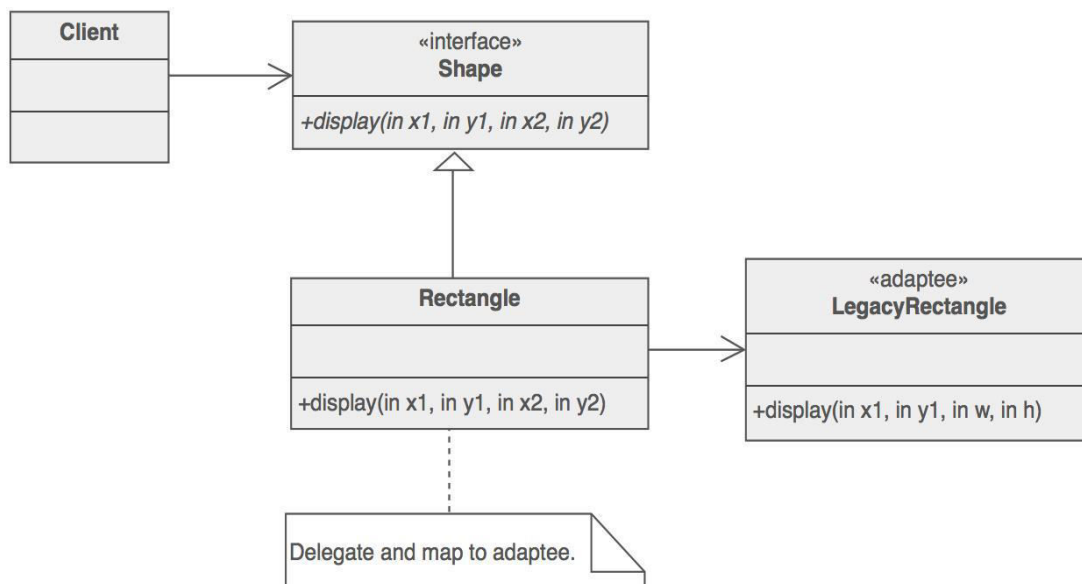 Client
«interface»
Shape
+display(in x1, in y1, in x2, in y2)
Rectangle
+display(in x1, in y1, in x2, in y2)
«adaptee»
LegacyRectangle
+display(in x1, in y1, in w, in h)
Delegate and map to adaptee.